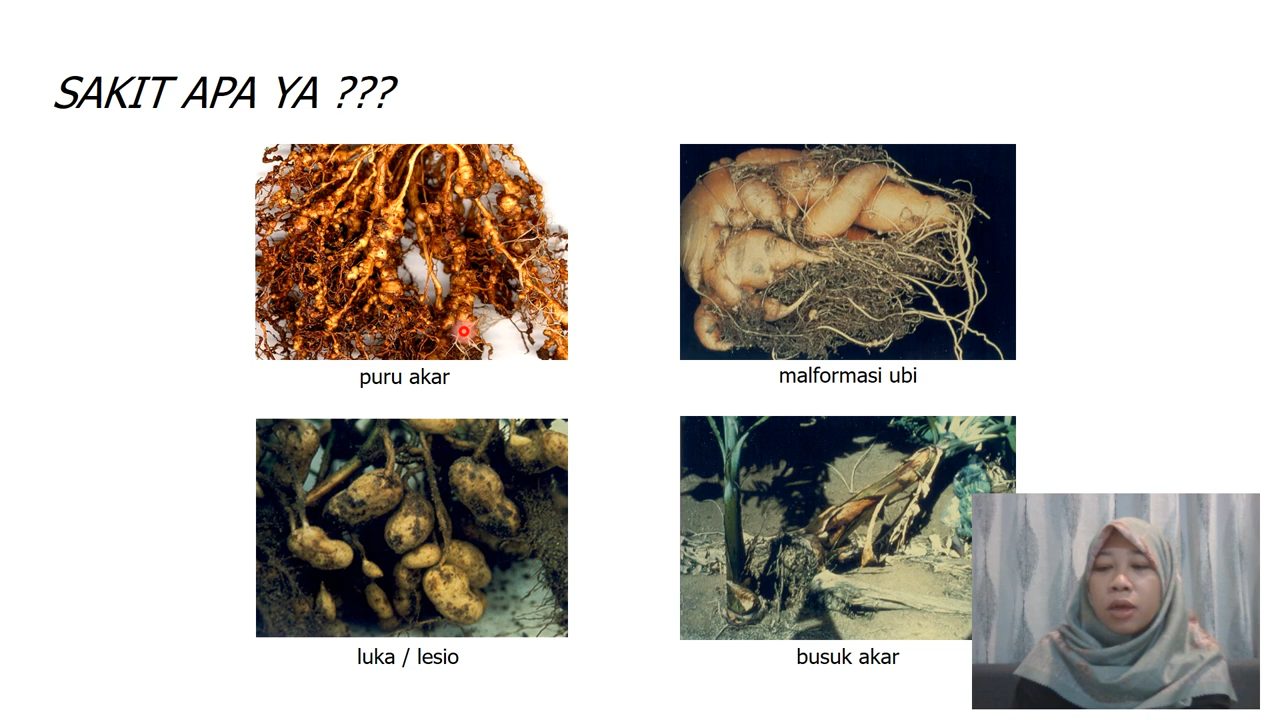 SAKIT APA YA ???
puru akar
malformasi ubi
luka / lesio
busuk akar